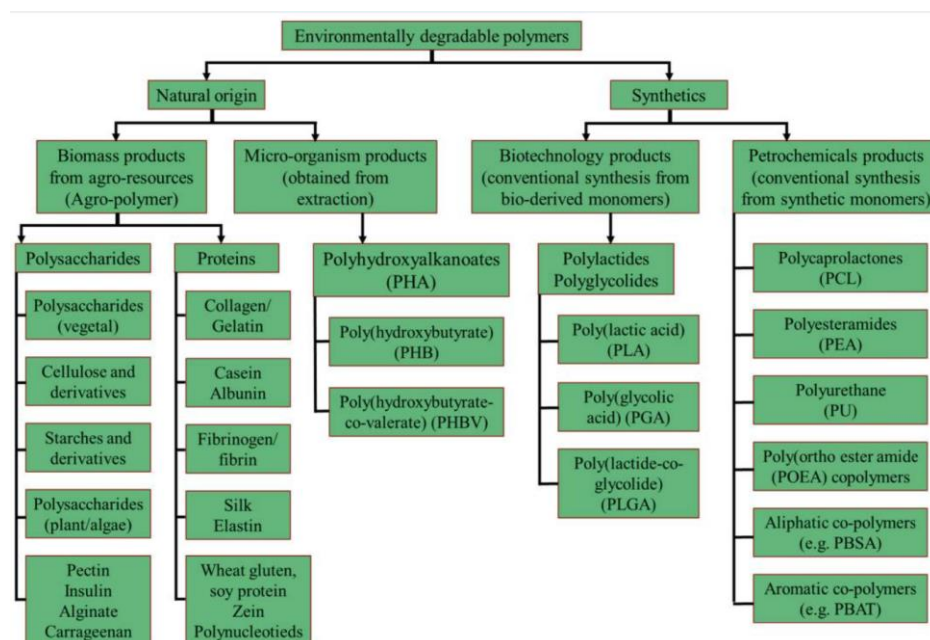 Environmentally degradable polymers
Natural origin
Synthetics
Biomass products
from agro-resources
(Agro-polymer)
Micro-organism products
(obtained from
extraction)
Biotechnology products
(conventional synthesis from
bio-derived monomers)
Petrochemicals products
(conventional synthesis
from synthetic monomers)
Polysaccharides
Polysaccharides
(vegetal)
Cellulose and
derivatives
Starches and
derivatives
Polysaccharides
(plant/algae)
Pectin
Insulin
Alginate
Carrageenan
Proteins
Collagen/
Gelatin
Casein
Albunin
Fibrinogen/
fibrin
Silk
Elastin
Wheat gluten,
soy protein
Zein
Polynucleotieds
Polyhydroxyalkanoates
(PHA)
Poly(hydroxybutyrate)
(PHB)
Poly(hydroxybutyrate-
co-valerate) (PHBV)
Polylactides
Polyglycolides
Poly(lactic acid)
(PLA)
Poly(glycolic
acid) (PGA)
Poly(lactide-co-
glycolide)
(PLGA)
Polycaprolactones
(PCL)
Polyesteramides
(PEA)
Polyurethane
(PU)
Poly(ortho ester amide
(POEA) copolymers
Aliphatic co-polymers
(e.g. PBSA)
Aromatic co-polymers
(e.g. PBAT)